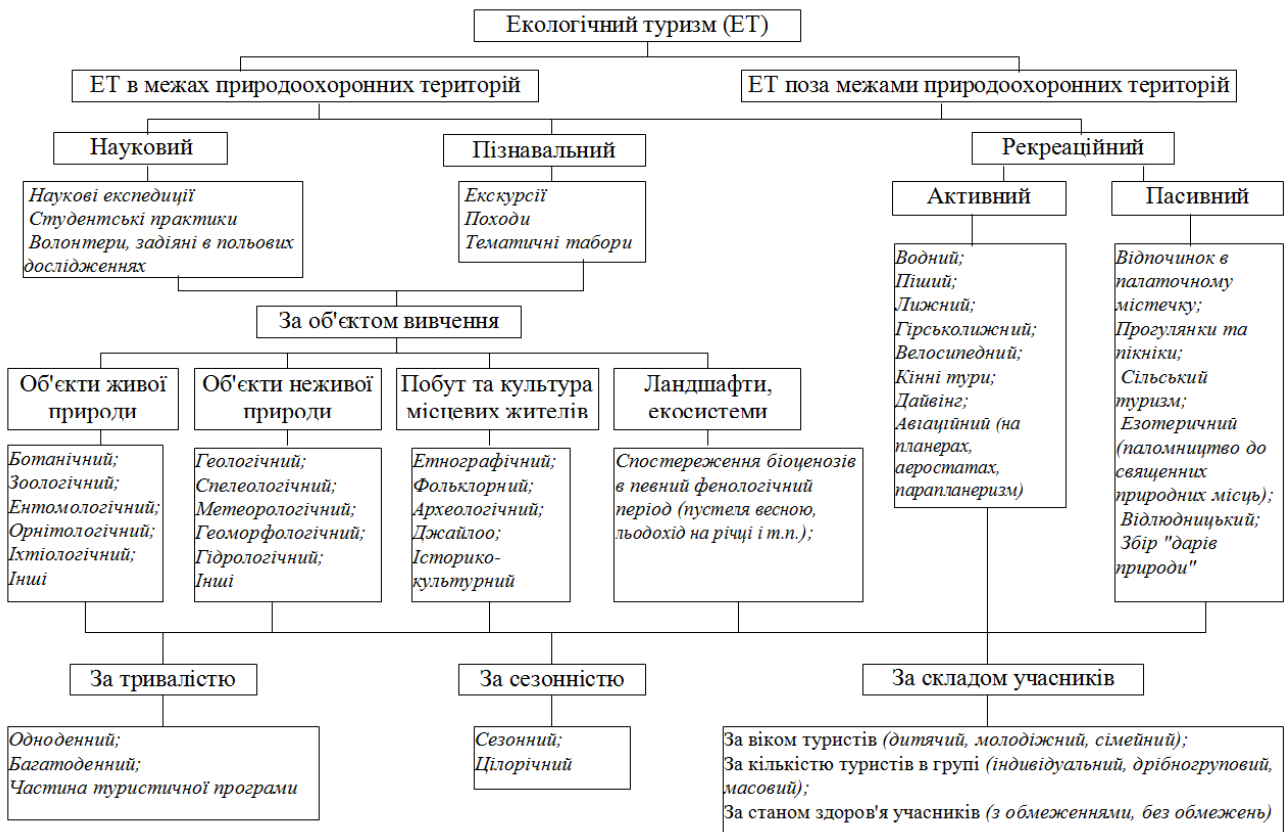 Екологічний туризм (ЕТ)
ЕТ в межах природоохоронних територій
ЕТ поза межами природоохоронних територій
Науковий
Пізнавальний
Рекреаційний
Наукові експедиції
Студентські практики
Волонтери, задіяні в польових
дослідженнях
Екскурсії
Походи
Тематичні табори
Активний
Пасивний
Водний;
Піший;
Лижний;
Гірськолижний;
Велосипедний;
Кінні тури;
Дайвінг;
Авіаційний (на
планерах,
аеростатах,
парапланеризм)
Відпочинок в
палаточному
містечку;
Прогулянки та
пікніки;
Сільський
туризм;
Езотеричний
(паломництво до
священних
природних місць);
Відлюдницький;
Збір "дарів
природи"
За об'єктом вивчення
Об'єкти живої
природи
Об'єкти неживої
природи
Побут та культура
місцевих жителів
Ландшафти,
екосистеми
Ботанічний;
Зоологічний;
Ентомологічний;
Орнітологічний;
Іхтіологічний;
Інші
Геологічний;
Спелеологічний;
Метеорологічний;
Геоморфологічний;
Гідрологічний;
Інші
Етнографічний;
Фольклорний;
Археологічний;
Джайлоо;
Історико-
культурний
Спостереження біоценозів
в певний фенологічний
період (пустеля весною,
льодохід на річці і т.п.);
За тривалістю
За сезонністю
За складом учасників
Одноденний;
Багатоденний;
Частина туристичної програми
Сезонний;
Цілорічний
За віком туристів (дитячий, молодіжний, сімейний);
За кількістю туристів в групі (індивідуальний, дрібногруповий,
масовий);
За станом здоров'я учасників (з обмеженнями, без обмежень)